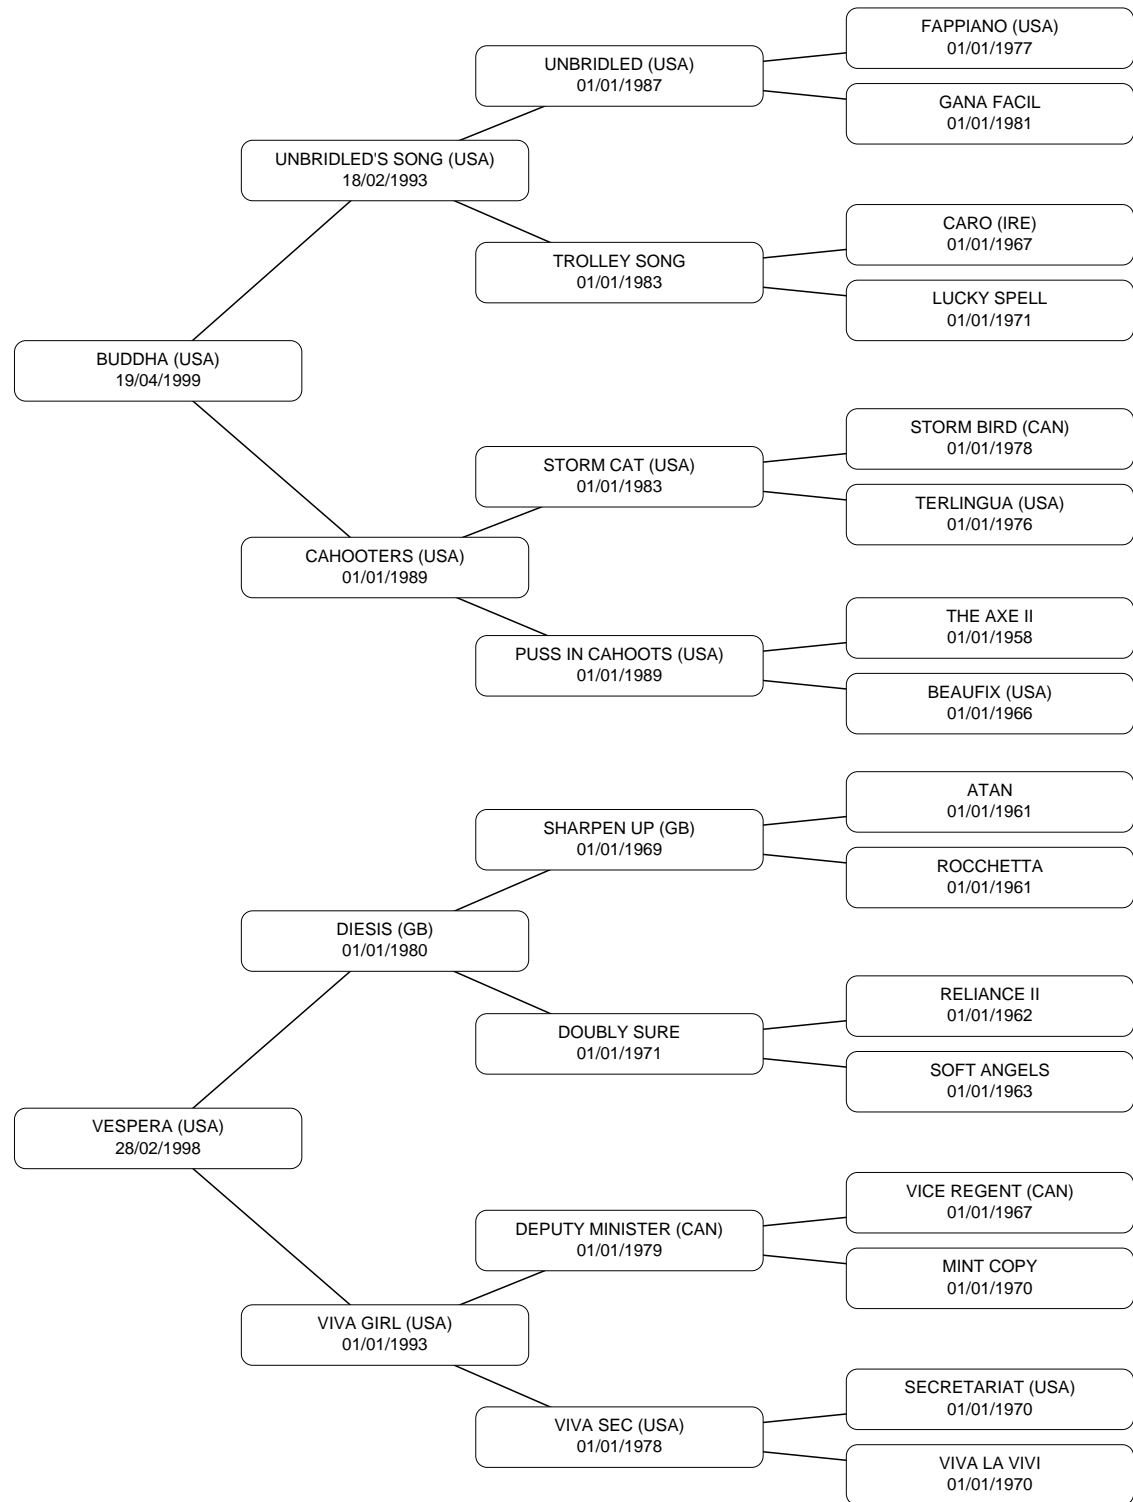 FAPPIANO (USA)
01/01/1977
UNBRIDLED (USA)
01/01/1987
GANA FACIL
01/01/1981
UNBRIDLED'S SONG (USA)
18/02/1993
CARO (IRE)
01/01/1967
TROLLEY SONG
01/01/1983
LUCKY SPELL
01/01/1971
BUDDHA (USA)
19/04/1999
STORM BIRD (CAN)
01/01/1978
STORM CAT (USA)
01/01/1983
TERLINGUA (USA)
01/01/1976
CAHOOTERS (USA)
01/01/1989
THE AXE II
01/01/1958
PUSS IN CAHOOTS (USA)
01/01/1989
BEAUFIX (USA)
01/01/1966
ATAN
01/01/1961
SHARPEN UP (GB)
01/01/1969
ROCCHETTA
01/01/1961
DIESIS (GB)
01/01/1980
RELIANCE II
01/01/1962
DOUBLY SURE
01/01/1971
SOFT ANGELS
01/01/1963
VESPERA (USA)
28/02/1998
VICE REGENT (CAN)
01/01/1967
DEPUTY MINISTER (CAN)
01/01/1979
MINT COPY
01/01/1970
VIVA GIRL (USA)
01/01/1993
SECRETARIAT (USA)
01/01/1970
VIVA SEC (USA)
01/01/1978
VIVA LA VIVI
01/01/1970